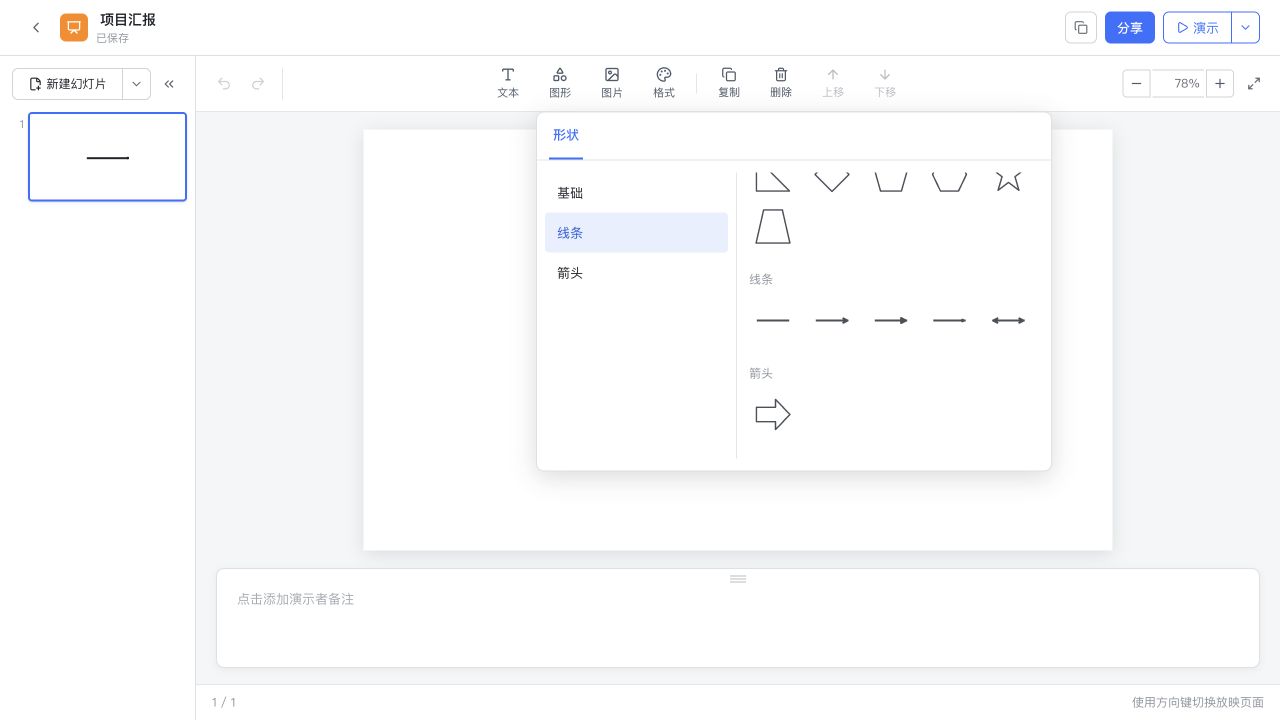 项目汇报
已保存
分享
演示
新建幻灯片
文本
图形
图片
格式
复制
删除
上移
下移
78%
1
形状
基础
线条
箭头
线条
箭头
点击添加演示者备注
1 / 1
使用方向键切换放映页面